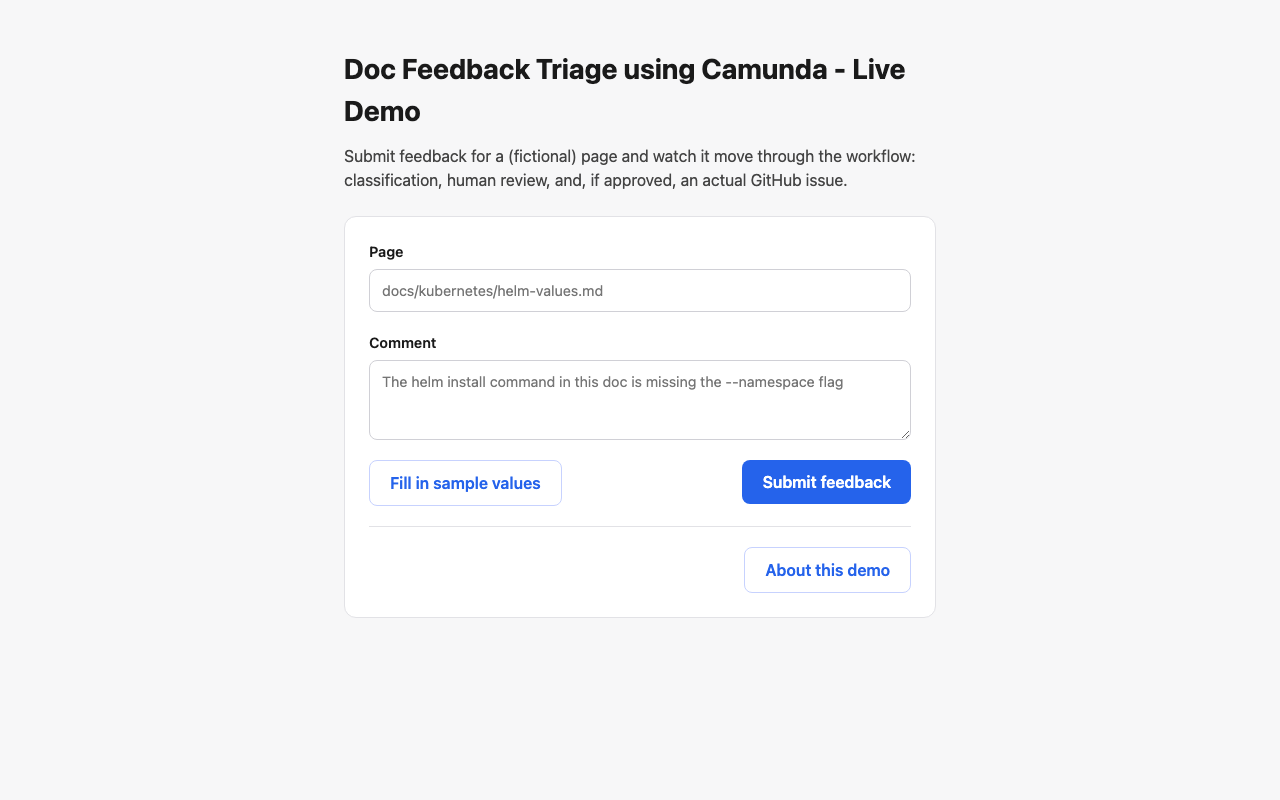 Doc Feedback Triage using Camunda - Live
Demo
Submit feedback for a (fictional) page and watch it move through the workflow:
classification, human review, and, if approved, an actual GitHub issue.
Page
docs/kubernetes/helm-values.md
Comment
The helm install command in this doc is missing the --namespace flag
Fill in sample values
Submit feedback
About this demo